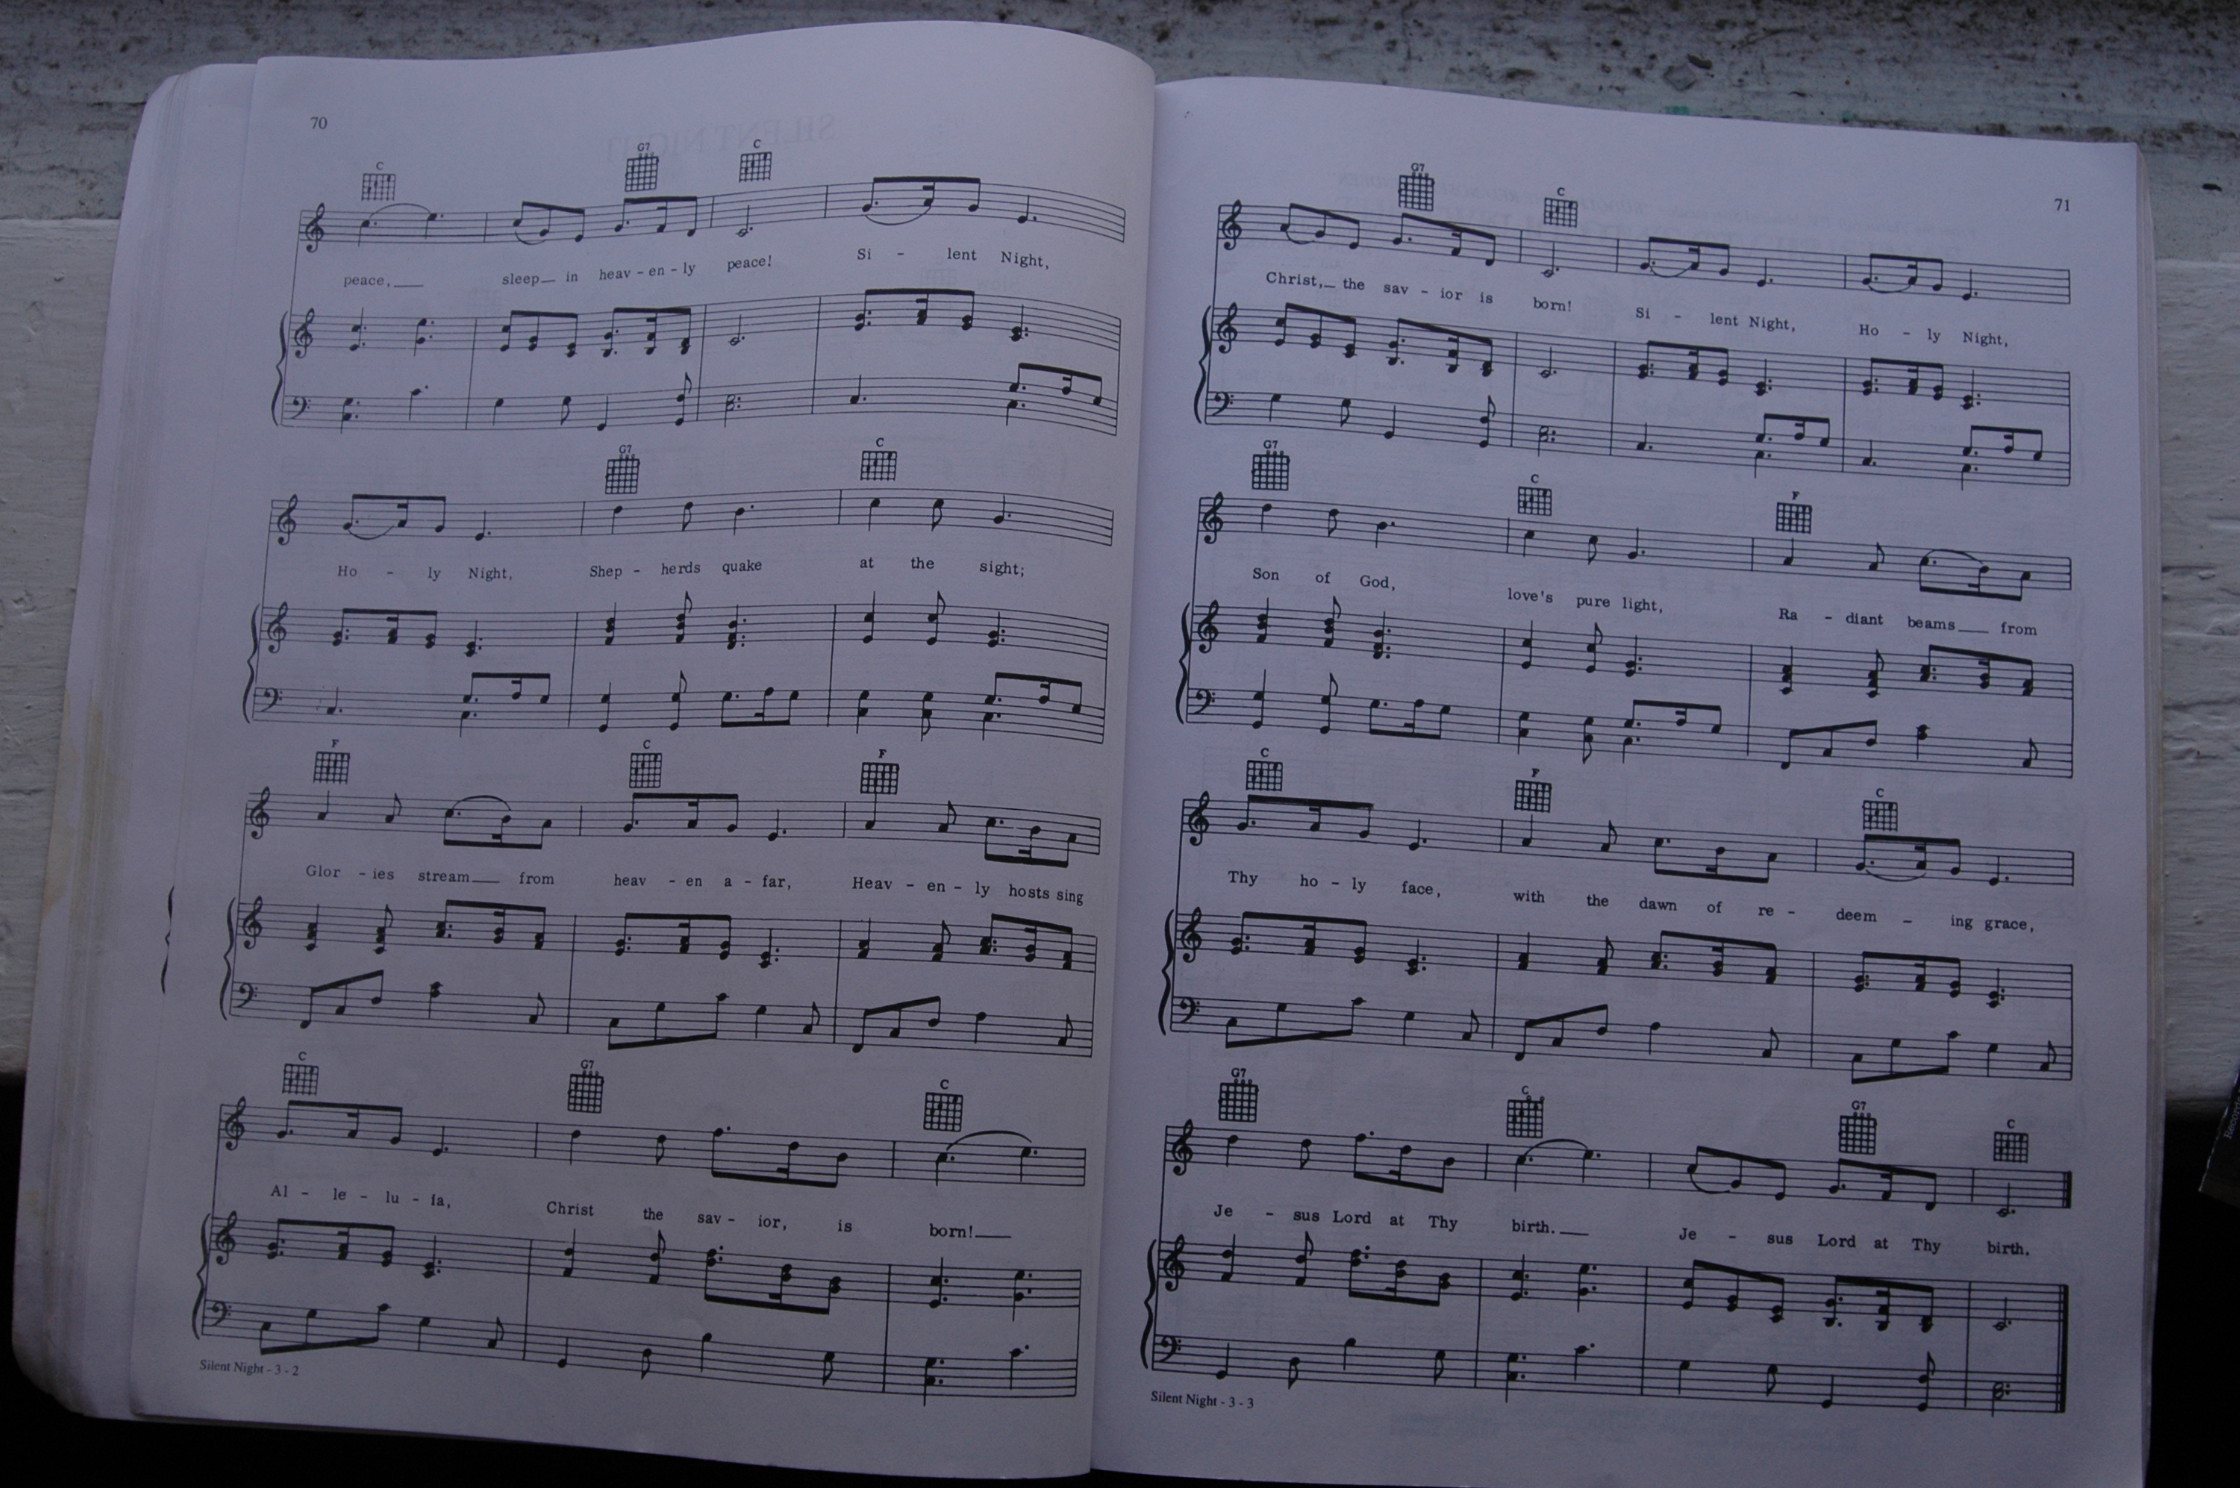 70
C G7 C
peace, sleep in heav - en - ly peace! Si - lent Night,
G7 C
Ho - ly Night, Shep - herds quake at the sight;
F C F
Glor - ies stream from heav - en a - far, Heav - en - ly hosts sing
C G7 C
Al - le - lu - ia, Christ the sav - ior, is born!
Silent Night - 3 - 2
71
G7 C
Christ, the sav - ior is born! Si - lent Night, Ho - ly Night,
G7 C F
Son of God, love's pure light, Ra - diant beams from
C F C
Thy ho - ly face, with the dawn of re - deem - ing grace,
G7 C G7 C
Je - sus Lord at Thy birth. Je - sus Lord at Thy birth.
Silent Night - 3 - 3